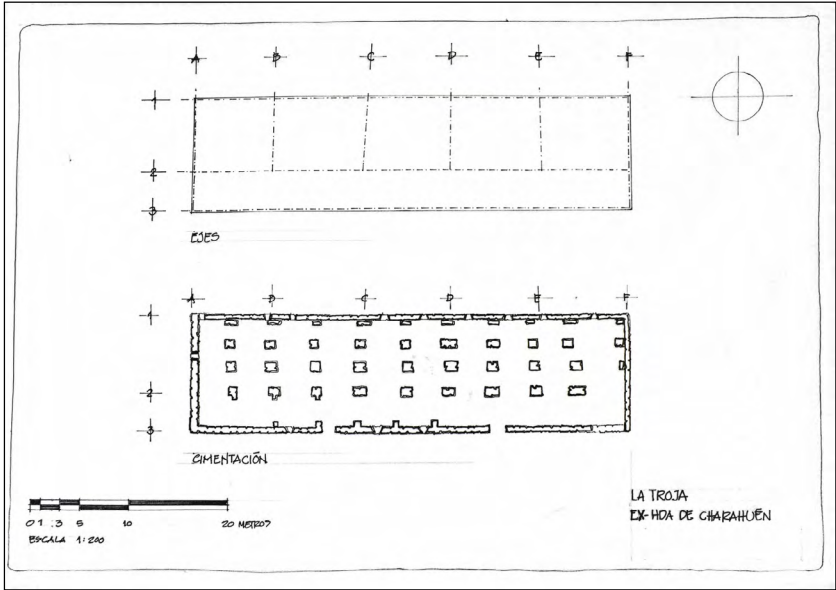 A B C D E F
1
2
3
EJES
A B C D E F
1
2
3
CIMENTACIÓN
0 1 3 5 10 20 METROS
ESCALA 1:200
LA TROJA
EX-HDA DE CHARAHUÉN